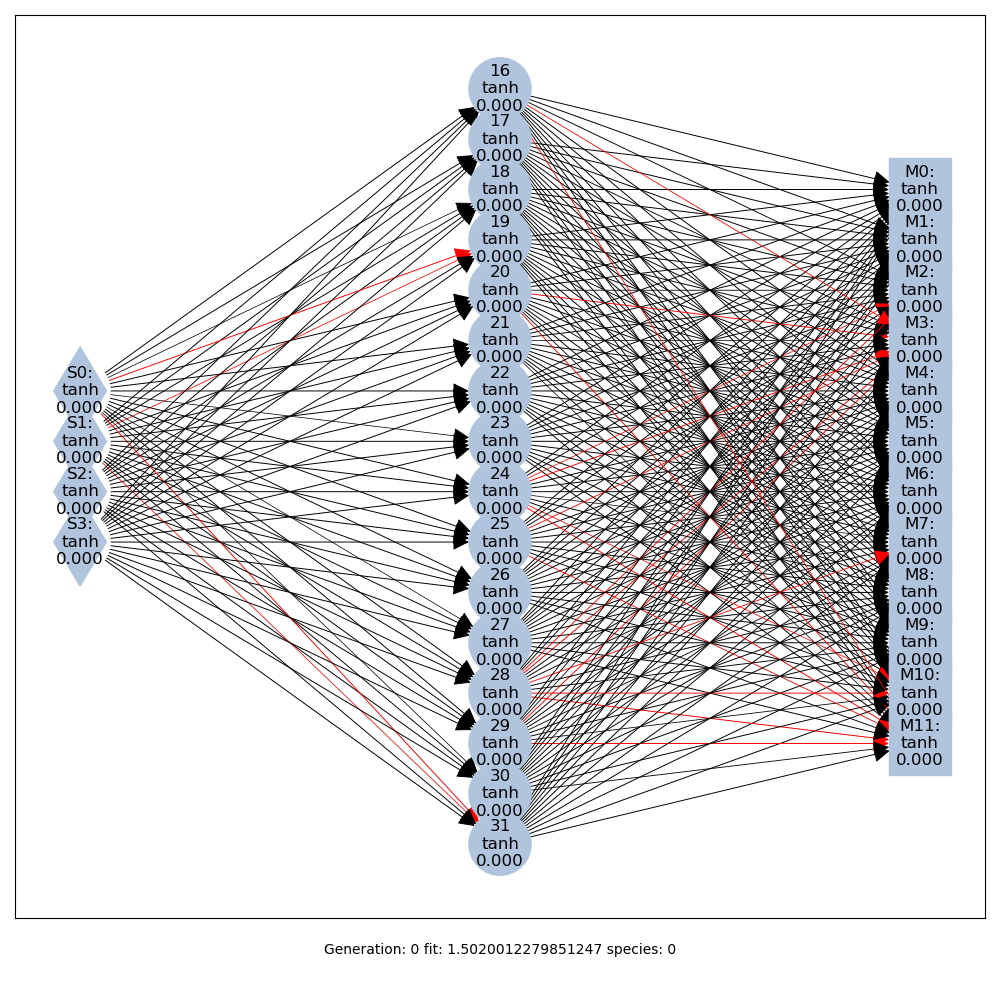 S0:
tanh
0.000
S1:
tanh
0.000
S2:
tanh
0.000
S3:
tanh
0.000
16
tanh
0.000
17
tanh
0.000
18
tanh
0.000
19
tanh
0.000
20
tanh
0.000
21
tanh
0.000
22
tanh
0.000
23
tanh
0.000
24
tanh
0.000
25
tanh
0.000
26
tanh
0.000
27
tanh
0.000
28
tanh
0.000
29
tanh
0.000
30
tanh
0.000
31
tanh
0.000
M0:
tanh
0.000
M1:
tanh
0.000
M2:
tanh
0.000
M3:
tanh
0.000
M4:
tanh
0.000
M5:
tanh
0.000
M6:
tanh
0.000
M7:
tanh
0.000
M8:
tanh
0.000
M9:
tanh
0.000
M10:
tanh
0.000
M11:
tanh
0.000
Generation: 0 fit: 1.5020012279851247 species: 0